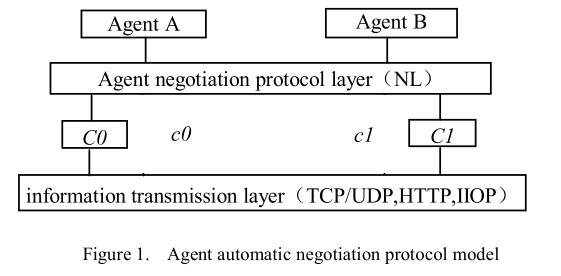 Agent A Agent B
Agent negotiation protocol layer（NL）
C0 c0 c1 C1
information transmission layer（TCP/UDP,HTTP,IIOP）
Figure 1. Agent automatic negotiation protocol model